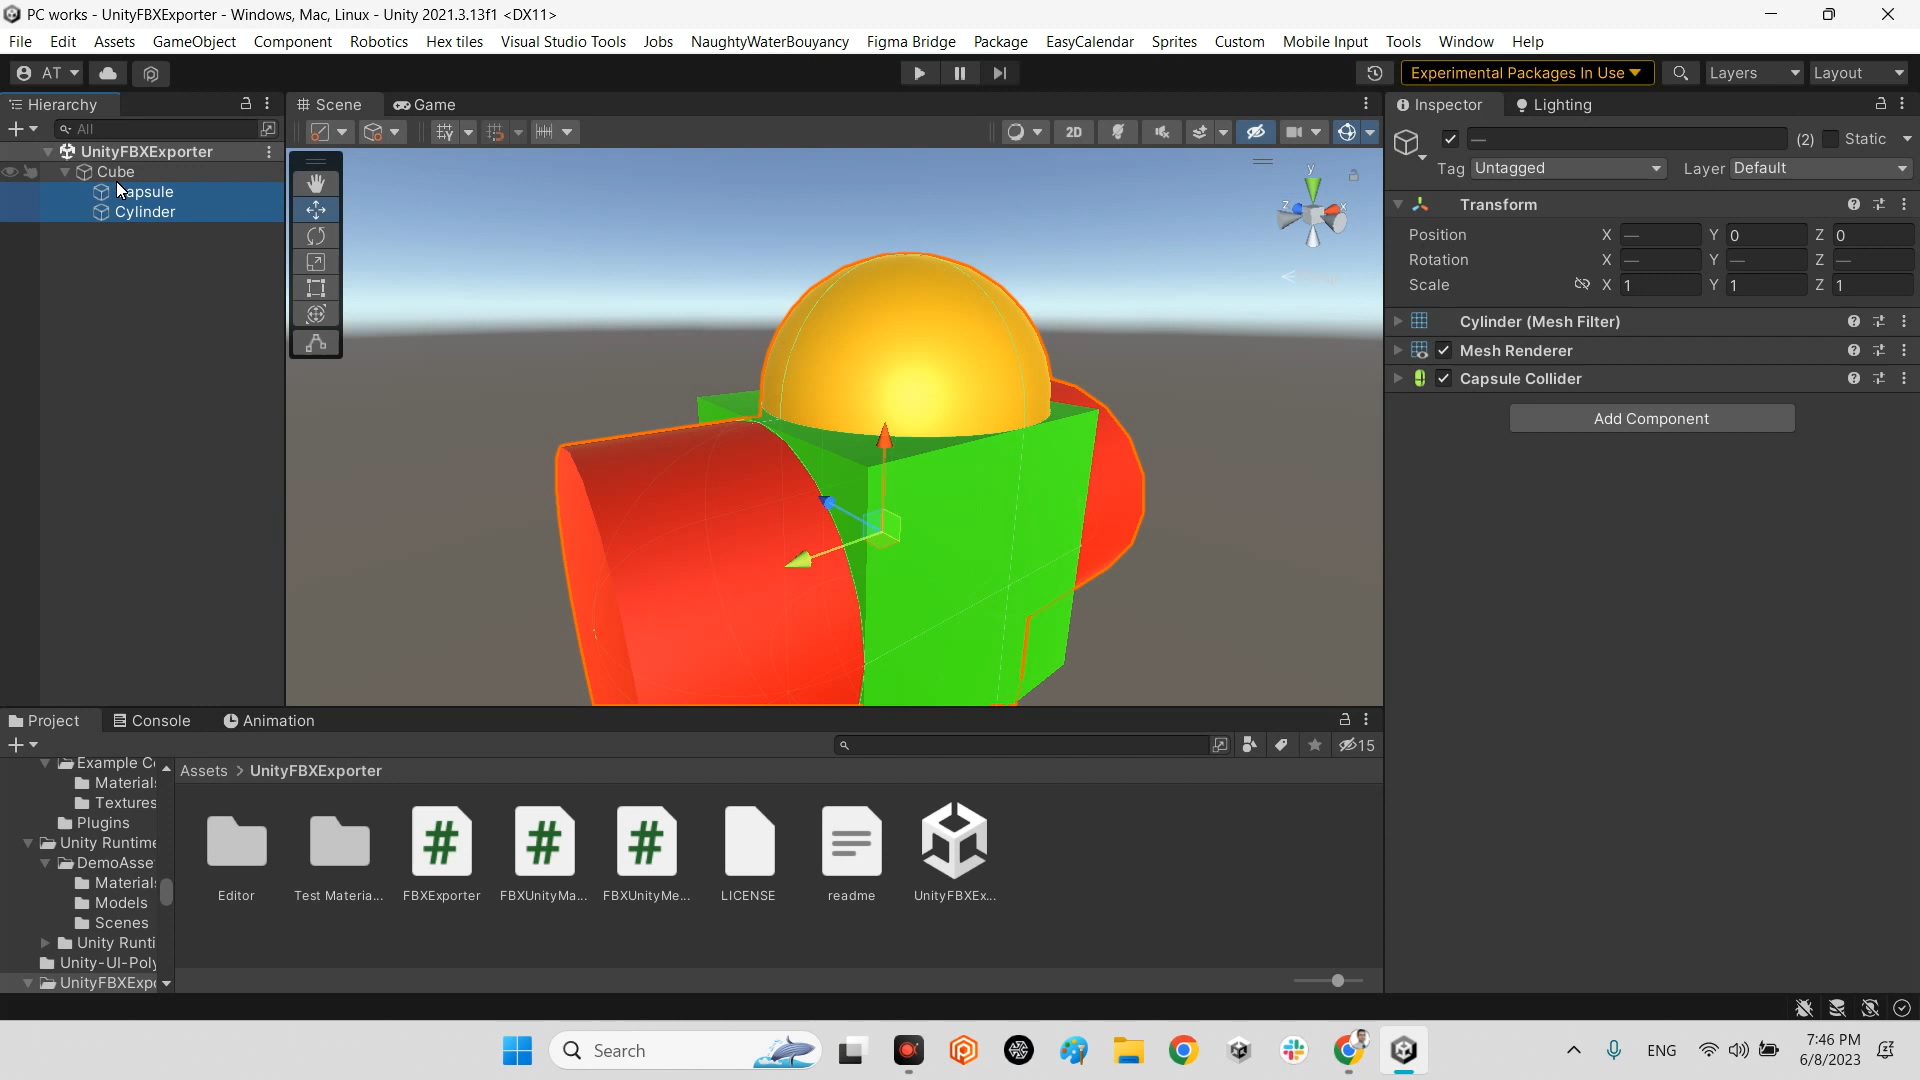 PC works - UnityFBXExporter - Windows, Mac, Linux - Unity 2021.3.13f1 <DX11>
File Edit Assets GameObject Component Robotics Hex tiles Visual Studio Tools Jobs NaughtyWaterBouyancy Figma Bridge Package EasyCalendar Sprites Custom Mobile Input Tools Window Help
AT Experimental Packages In Use Layers Layout
Hierarchy Scene Game Inspector Lighting
All 2D (2) Static
Tag Untagged Layer Default
UnityFBXExporter
Cube
apsule
Cylinder
y
z x
Transform
Position X — Y 0 Z 0
Rotation X — Y — Z —
Scale X 1 Y 1 Z 1
Cylinder (Mesh Filter)
Mesh Renderer
Capsule Collider
Add Component
Project Console Animation
15
Example C
Material
Textures
Plugins
Unity Runtime
DemoAsse
Material
Models
Scenes
Unity Runti
Unity-UI-Poly
UnityFBXExp
Assets > UnityFBXExporter
Editor Test Materia... FBXExporter FBXUnityMa... FBXUnityMe... LICENSE readme UnityFBXEx...
Search ENG 7:46 PM
6/8/2023